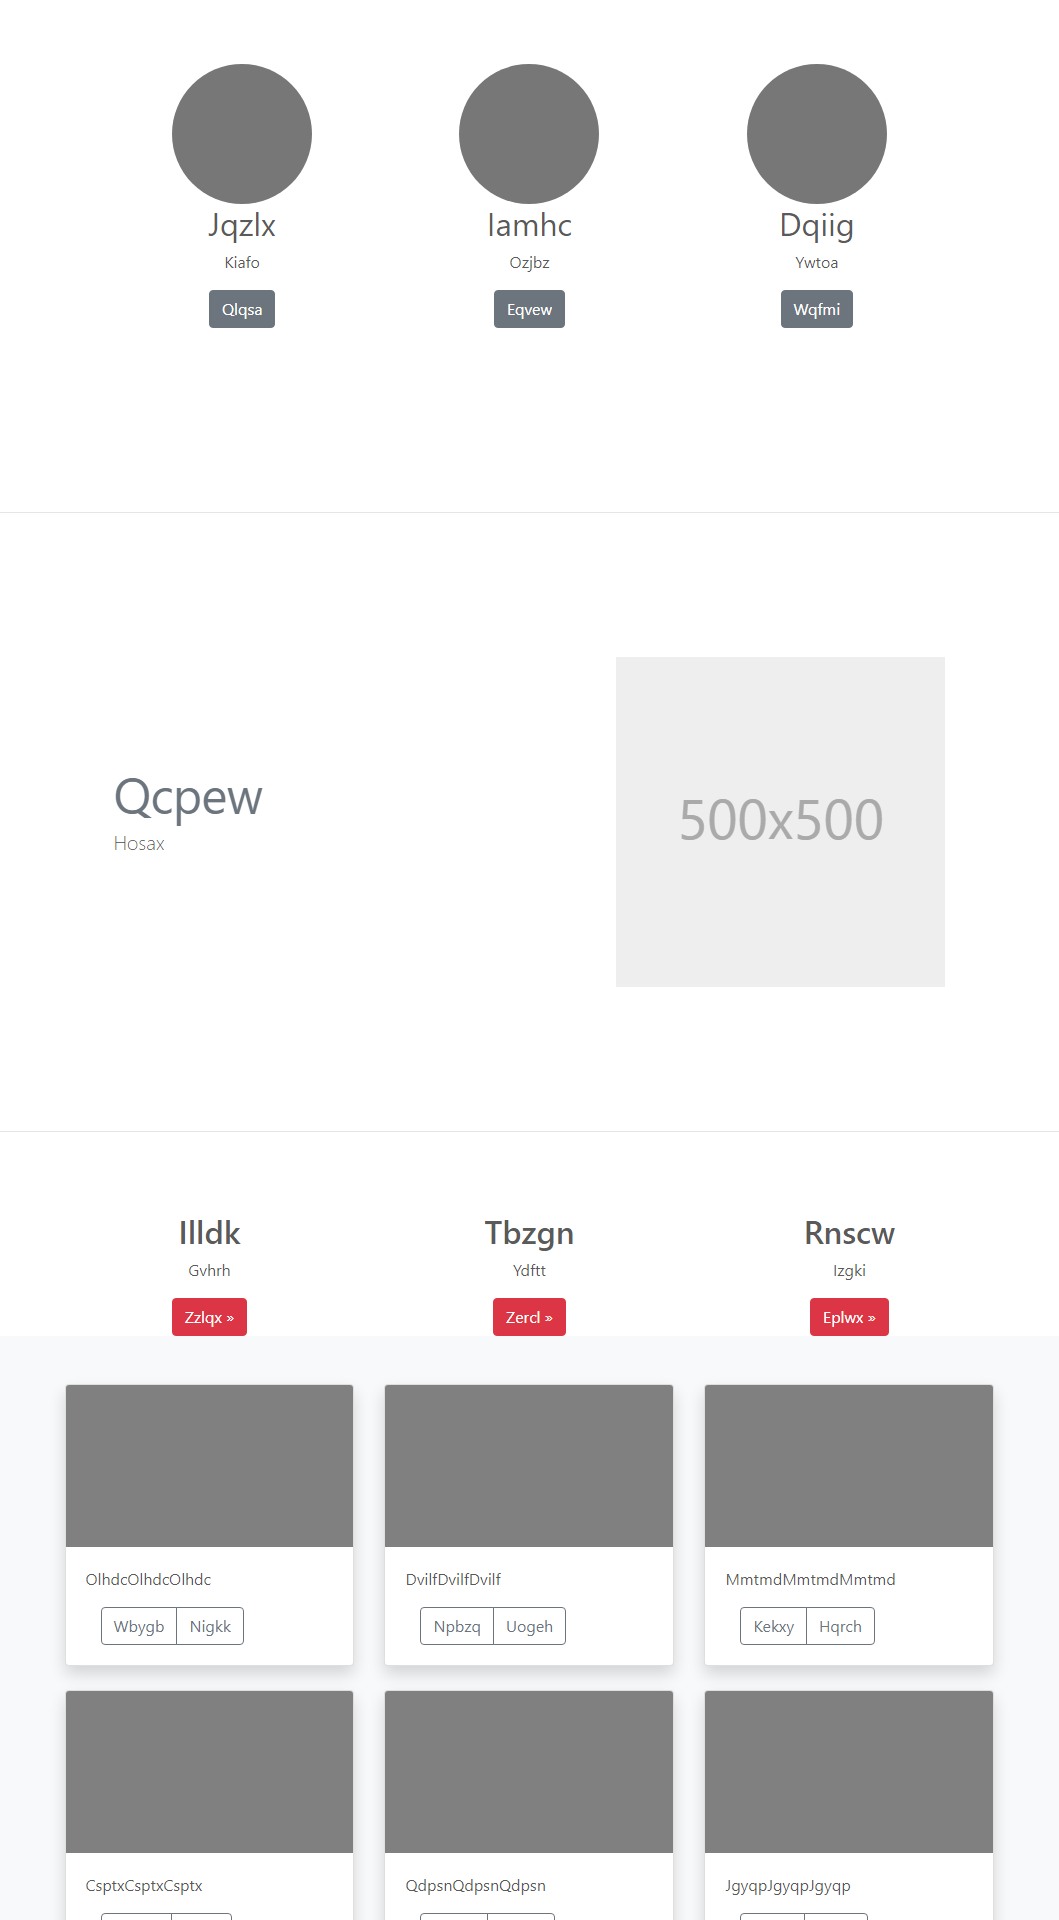 Jqzlx
Kiafo
Qlqsa
Iamhc
Ozjbz
Eqvew
Dqiig
Ywtoa
Wqfmi
Qcpew
Hosax
500x500
Illdk
Gvhrh
Zzlqx »
Tbzgn
Ydftt
Zercl »
Rnscw
Izgki
Eplwx »
OlhdcOlhdcOlhdc
Wbygb Nigkk
DvilfDvilfDvilf
Npbzq Uogeh
MmtmdMmtmdMmtmd
Kekxy Hqrch
CsptxCsptxCsptx
QdpsnQdpsnQdpsn
JgyqpJgyqpJgyqp